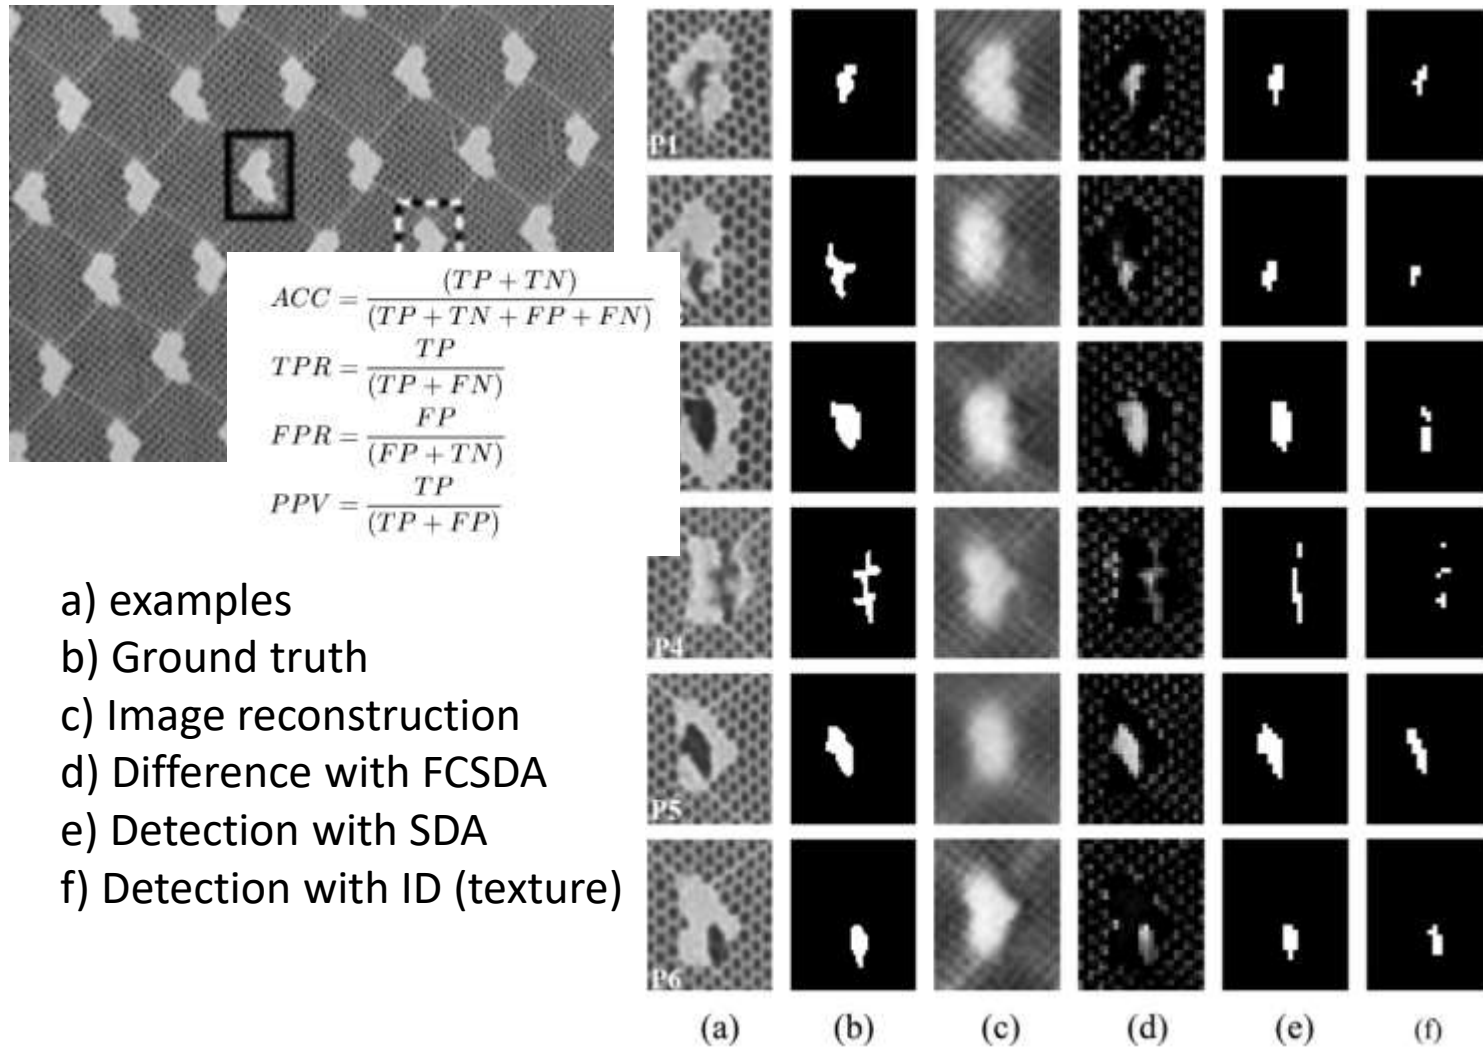 ACC = (TP + TN) / (TP + TN + FP + FN)
TPR = TP / (TP + FN)
FPR = FP / (FP + TN)
PPV = TP / (TP + FP)
a) examples
b) Ground truth
c) Image reconstruction
d) Difference with FCSDA
e) Detection with SDA
f) Detection with ID (texture)
P1
P4
P5
P6
(a) (b) (c) (d) (e) (f)